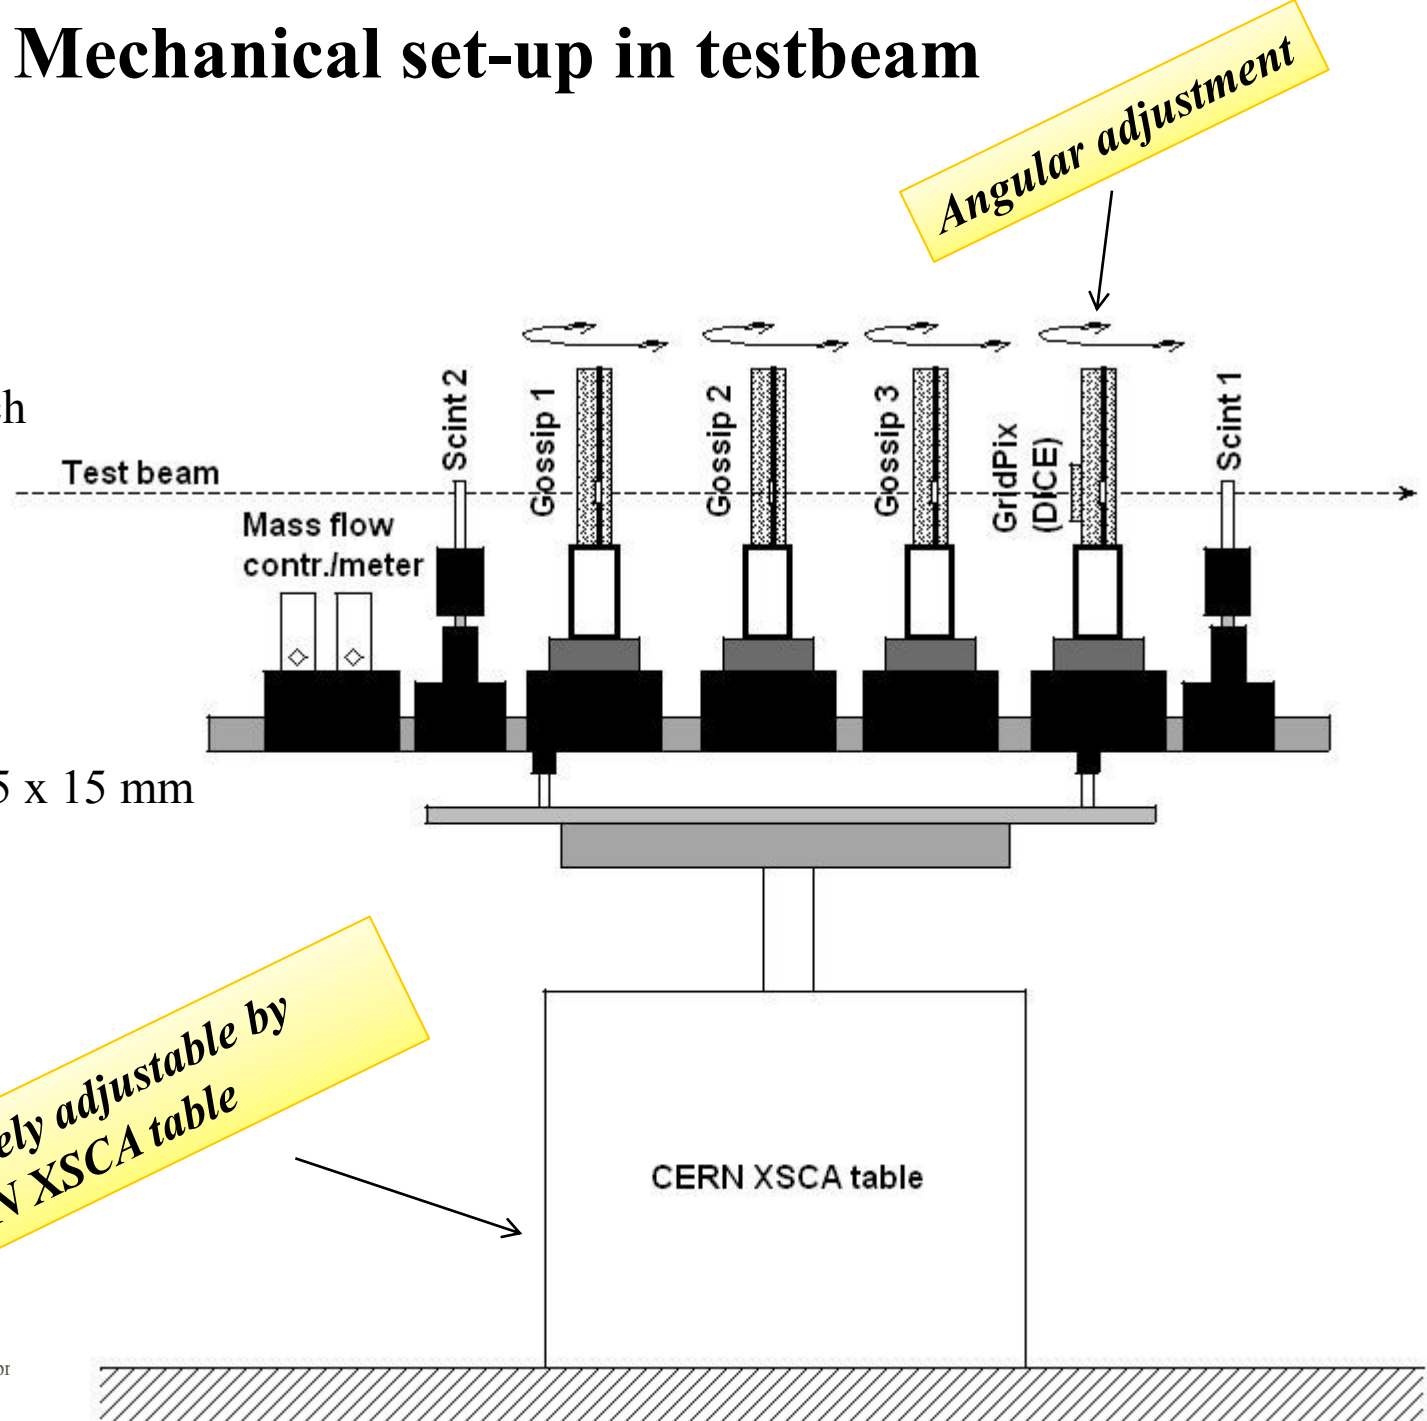 Mechanical set-up in testbeam
Angular adjustment
Scint 2
Gossip 1
Gossip 2
Gossip 3
GridPix
(DICE)
Scint 1
ch
Test beam
Mass flow
contr./meter
5 x 15 mm
ely adjustable by
N XSCA table
CERN XSCA table